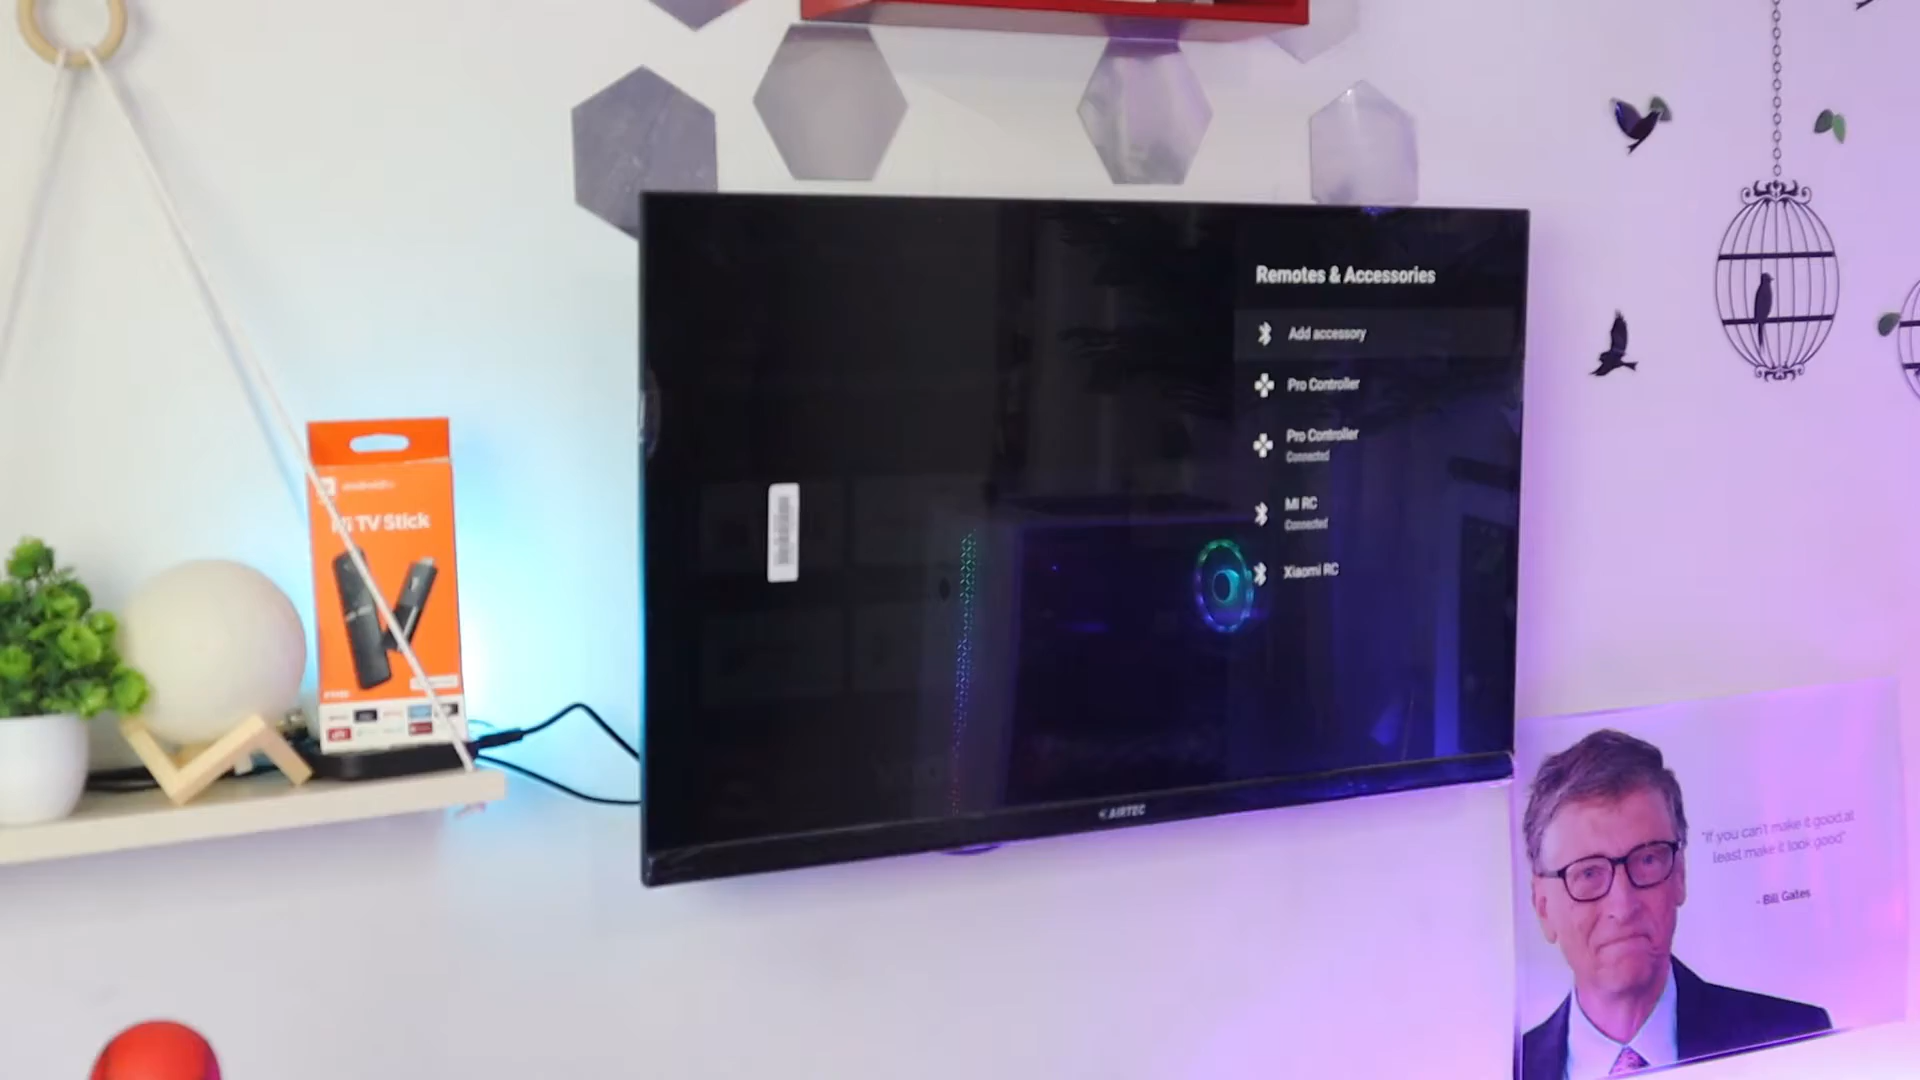 Remotes & Accessories
Add accessory
Pro Controller
Pro Controller
Connected
Mi RC
Connected
Xiaomi RC
AIRTEC
Mi TV Stick
"If you can't make it good,at
least make it look good"
- Bill Gates